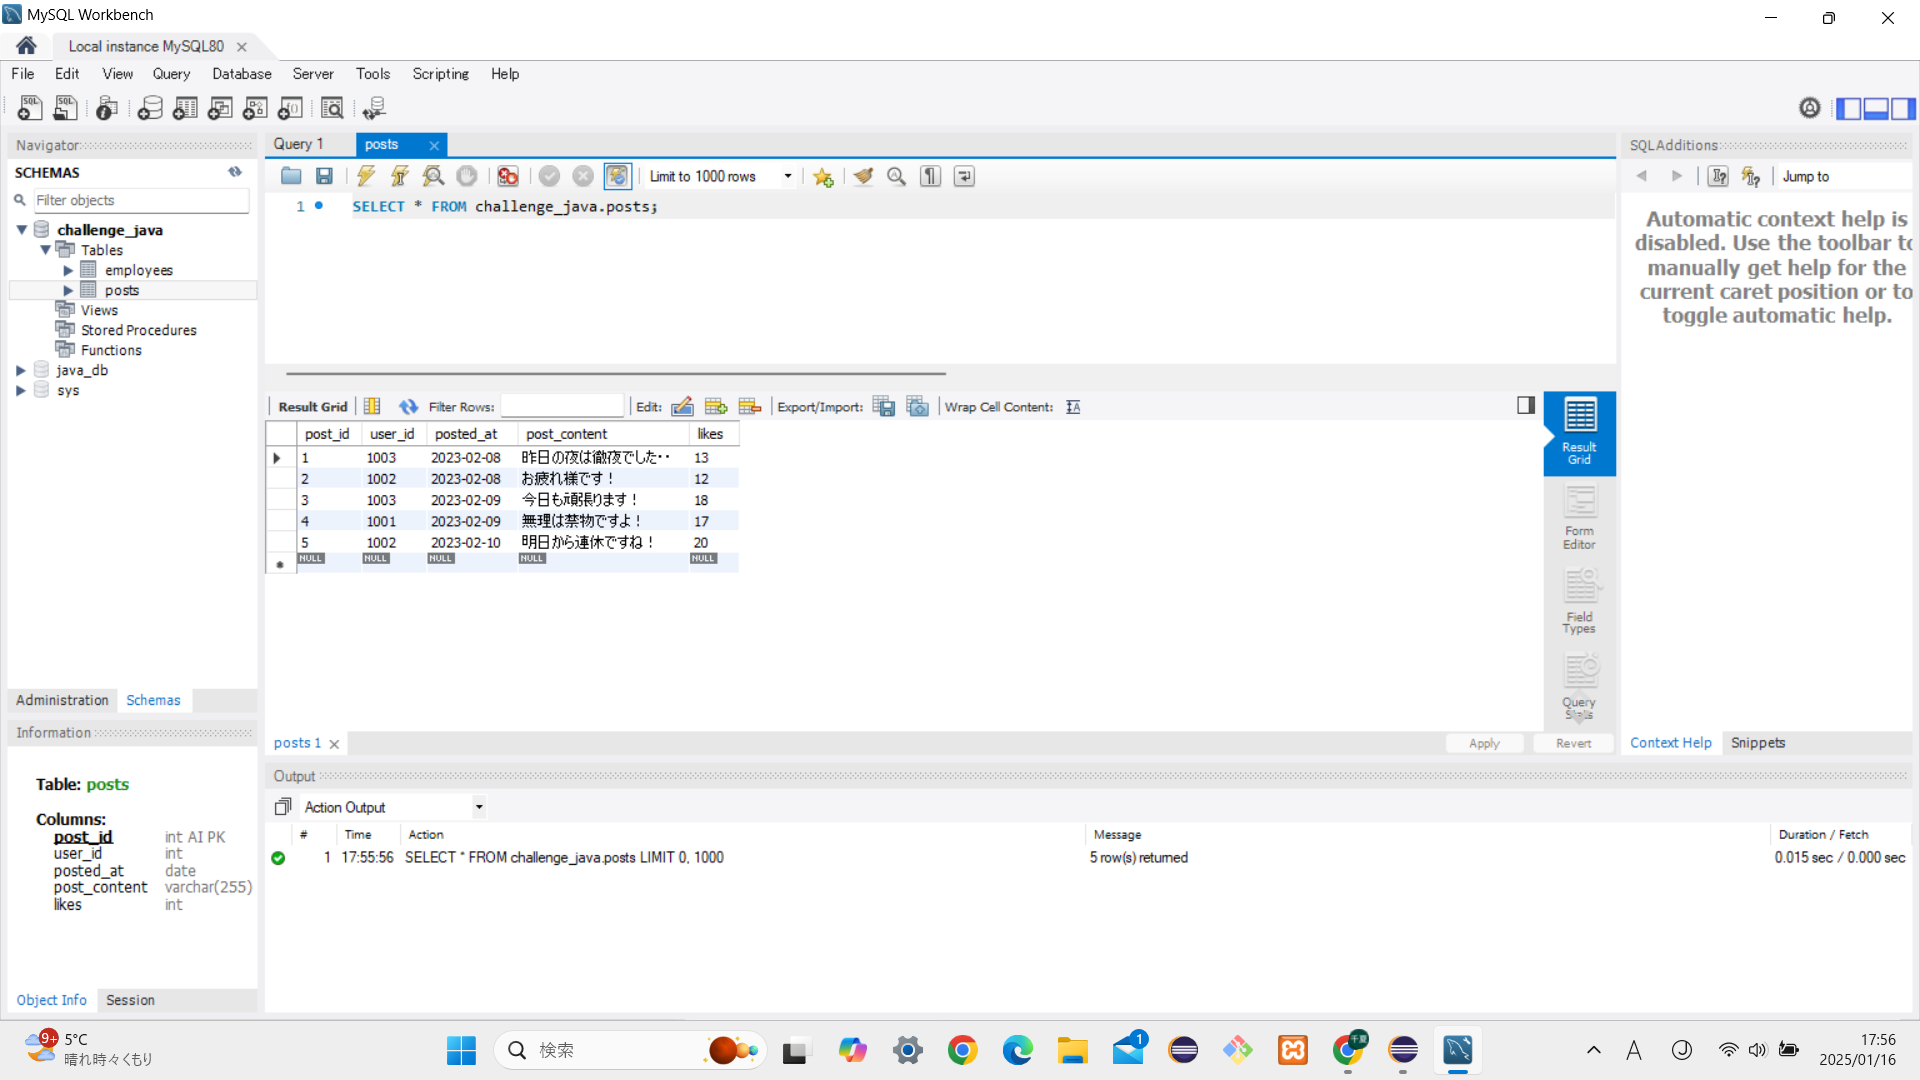 MySQL Workbench
Local instance MySQL80
File Edit View Query Database Server Tools Scripting Help
Navigator
SCHEMAS
Filter objects
challenge_java
Tables
employees
posts
Views
Stored Procedures
Functions
java_db
sys
Administration Schemas
Information
Table: posts
Columns:
post_id int AI PK
user_id int
posted_at date
post_content varchar(255)
likes int
Object Info Session
Query 1 posts
Limit to 1000 rows
1 SELECT * FROM challenge_java.posts;
Result Grid Filter Rows: Edit: Export/Import: Wrap Cell Content:
post_id user_id posted_at post_content likes
1 1003 2023-02-08 昨日の夜は徹夜でした・・ 13
2 1002 2023-02-08 お疲れ様です！ 12
3 1003 2023-02-09 今日も頑張ります！ 18
4 1001 2023-02-09 無理は禁物ですよ！ 17
5 1002 2023-02-10 明日から連休ですね！ 20
NULL NULL NULL NULL NULL
Result Grid
Form Editor
Field Types
Query Stats
posts 1
Apply Revert
Output
Action Output
# Time Action Message Duration / Fetch
1 17:55:56 SELECT * FROM challenge_java.posts LIMIT 0, 1000 5 row(s) returned 0.015 sec / 0.000 sec
SQLAdditions
Jump to
Automatic context help is
disabled. Use the toolbar to
manually get help for the
current caret position or to
toggle automatic help.
Context Help Snippets
9+
5°C
晴れ時々くもり
検索
1
千夏
A
17:56
2025/01/16